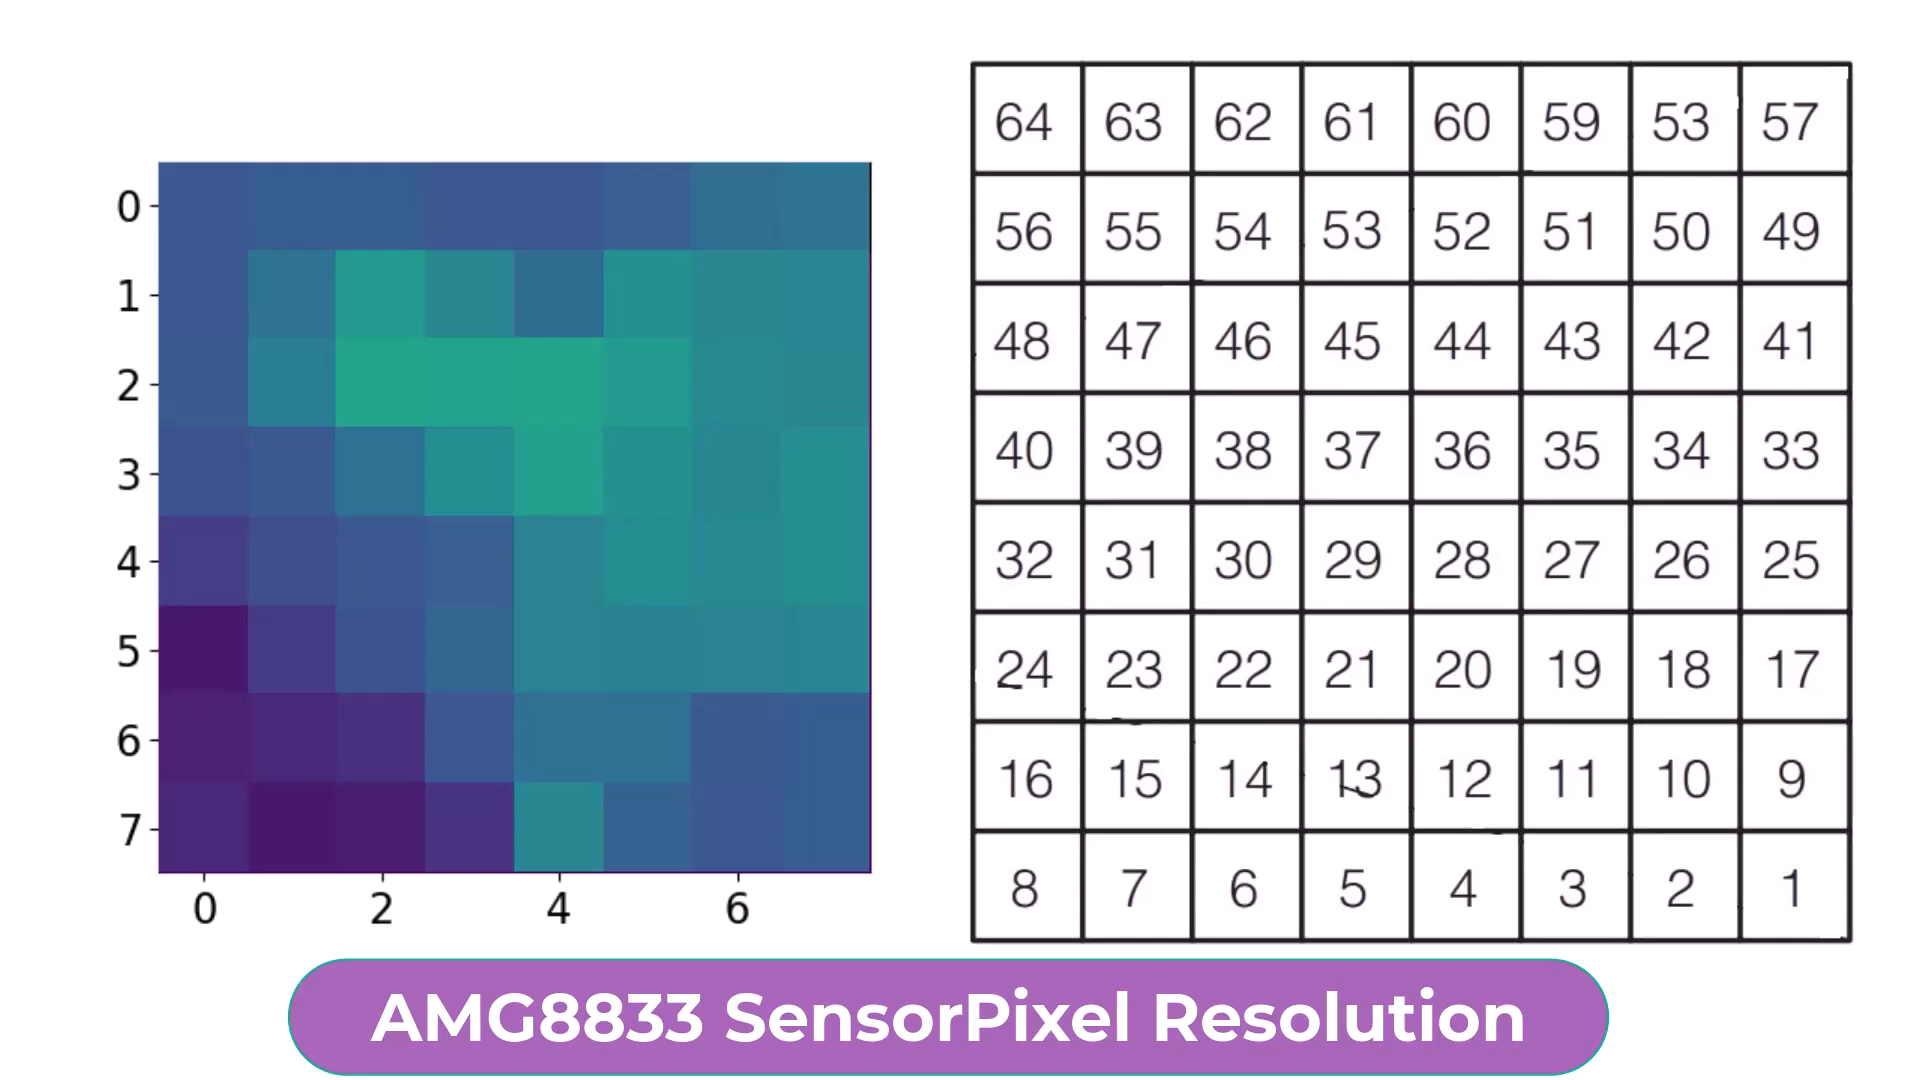 0
1
2
3
4
5
6
7
0 2 4 6
64 63 62 61 60 59 53 57
56 55 54 53 52 51 50 49
48 47 46 45 44 43 42 41
40 39 38 37 36 35 34 33
32 31 30 29 28 27 26 25
24 23 22 21 20 19 18 17
16 15 14 13 12 11 10 9
8 7 6 5 4 3 2 1
AMG8833 SensorPixel Resolution